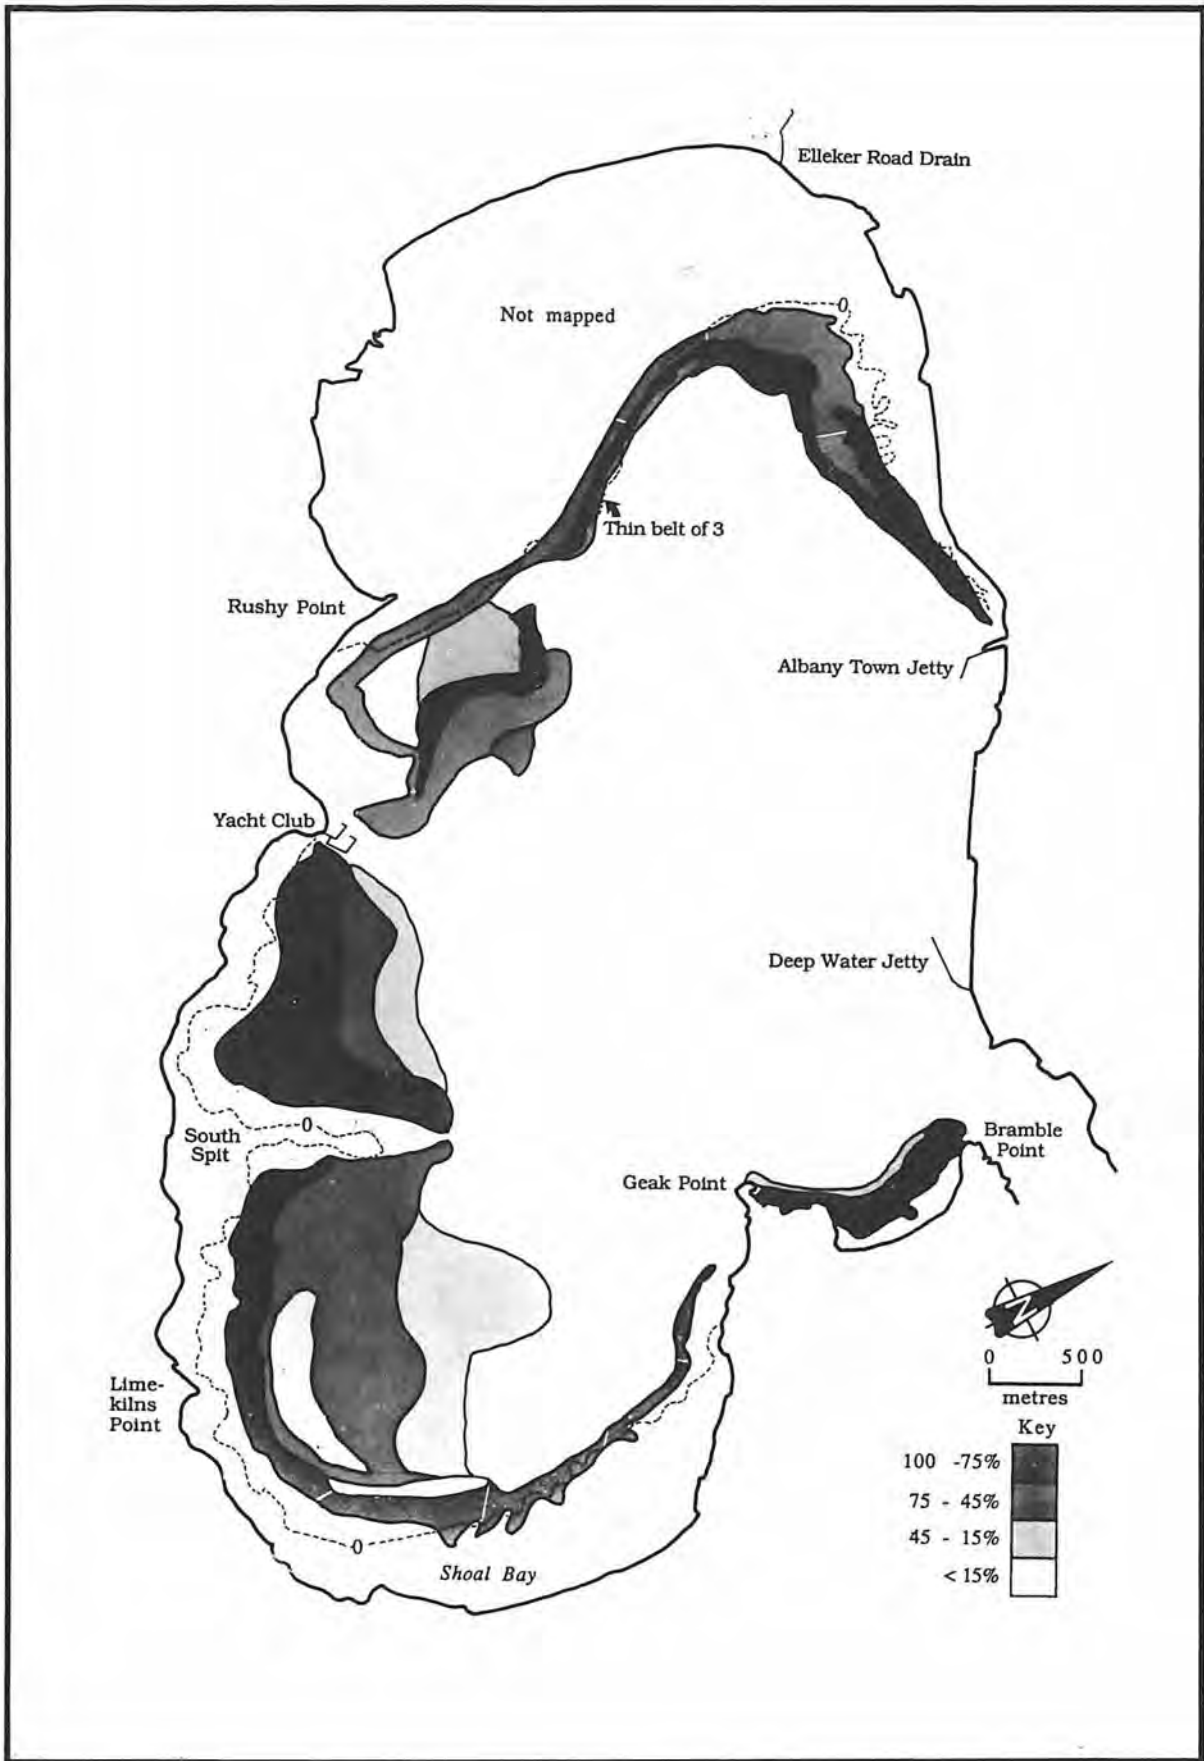 Elleker Road Drain
0
Not mapped
Thin belt of 3
Rushy Point
Albany Town Jetty
Yacht Club
Deep Water Jetty
0
South
Spit
Bramble
Point
Geak Point
N
0 500
metres
Lime-
kilns
Point
Key
100 -75%
75 - 45%
45 - 15%
< 15%
0
Shoal Bay